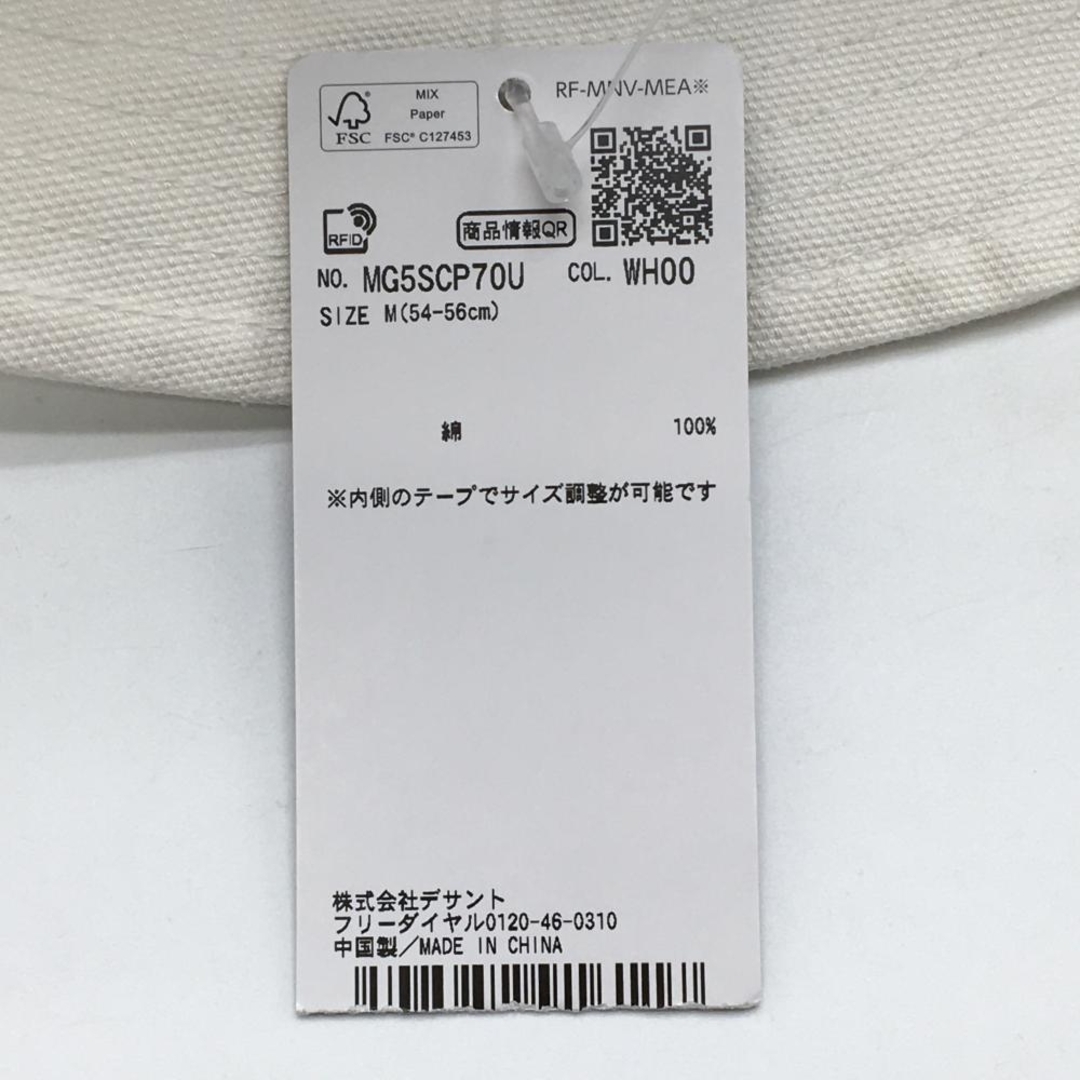 MIX
Paper
FSC® C127453
FSC®
RF-MNV-MEA※
RFID
商品情報QR
NO. MG5SCP70U COL. WH00
SIZE M(54-56cm)
綿 100%
※内側のテープでサイズ調整が可能です
株式会社デサント
フリーダイヤル0120-46-0310
中国製/MADE IN CHINA